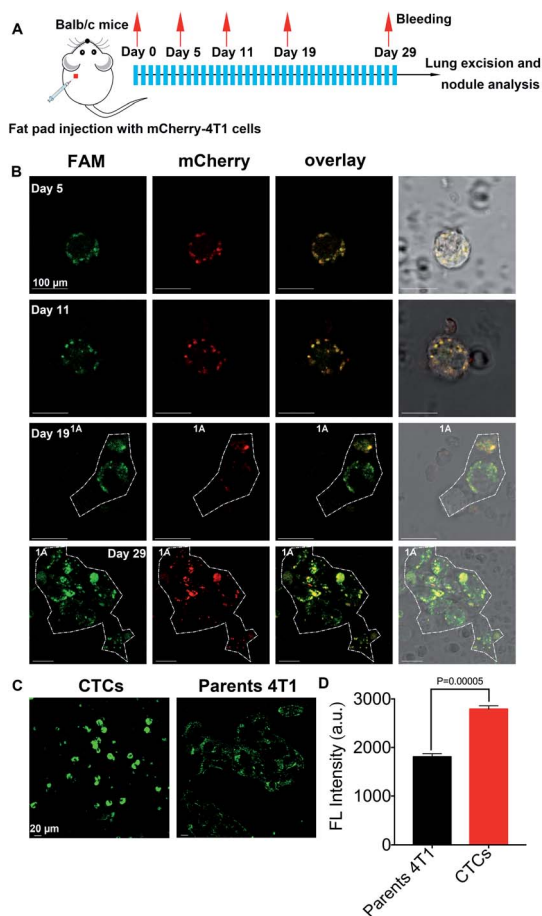 A
Balb/c mice
Bleeding
Day 0
Day 5
Day 11
Day 19
Day 29
Lung excision and
nodule analysis
Fat pad injection with mCherry-4T1 cells
B
FAM
mCherry
overlay
Day 5
100 μm
Day 11
Day 19
1A
1A
1A
1A
Day 29
1A
1A
1A
1A
C
CTCs
Parents 4T1
20 μm
D
P=0.00005
FL Intensity (a.u.)
3000
2000
1000
0
Parents 4T1
CTCs